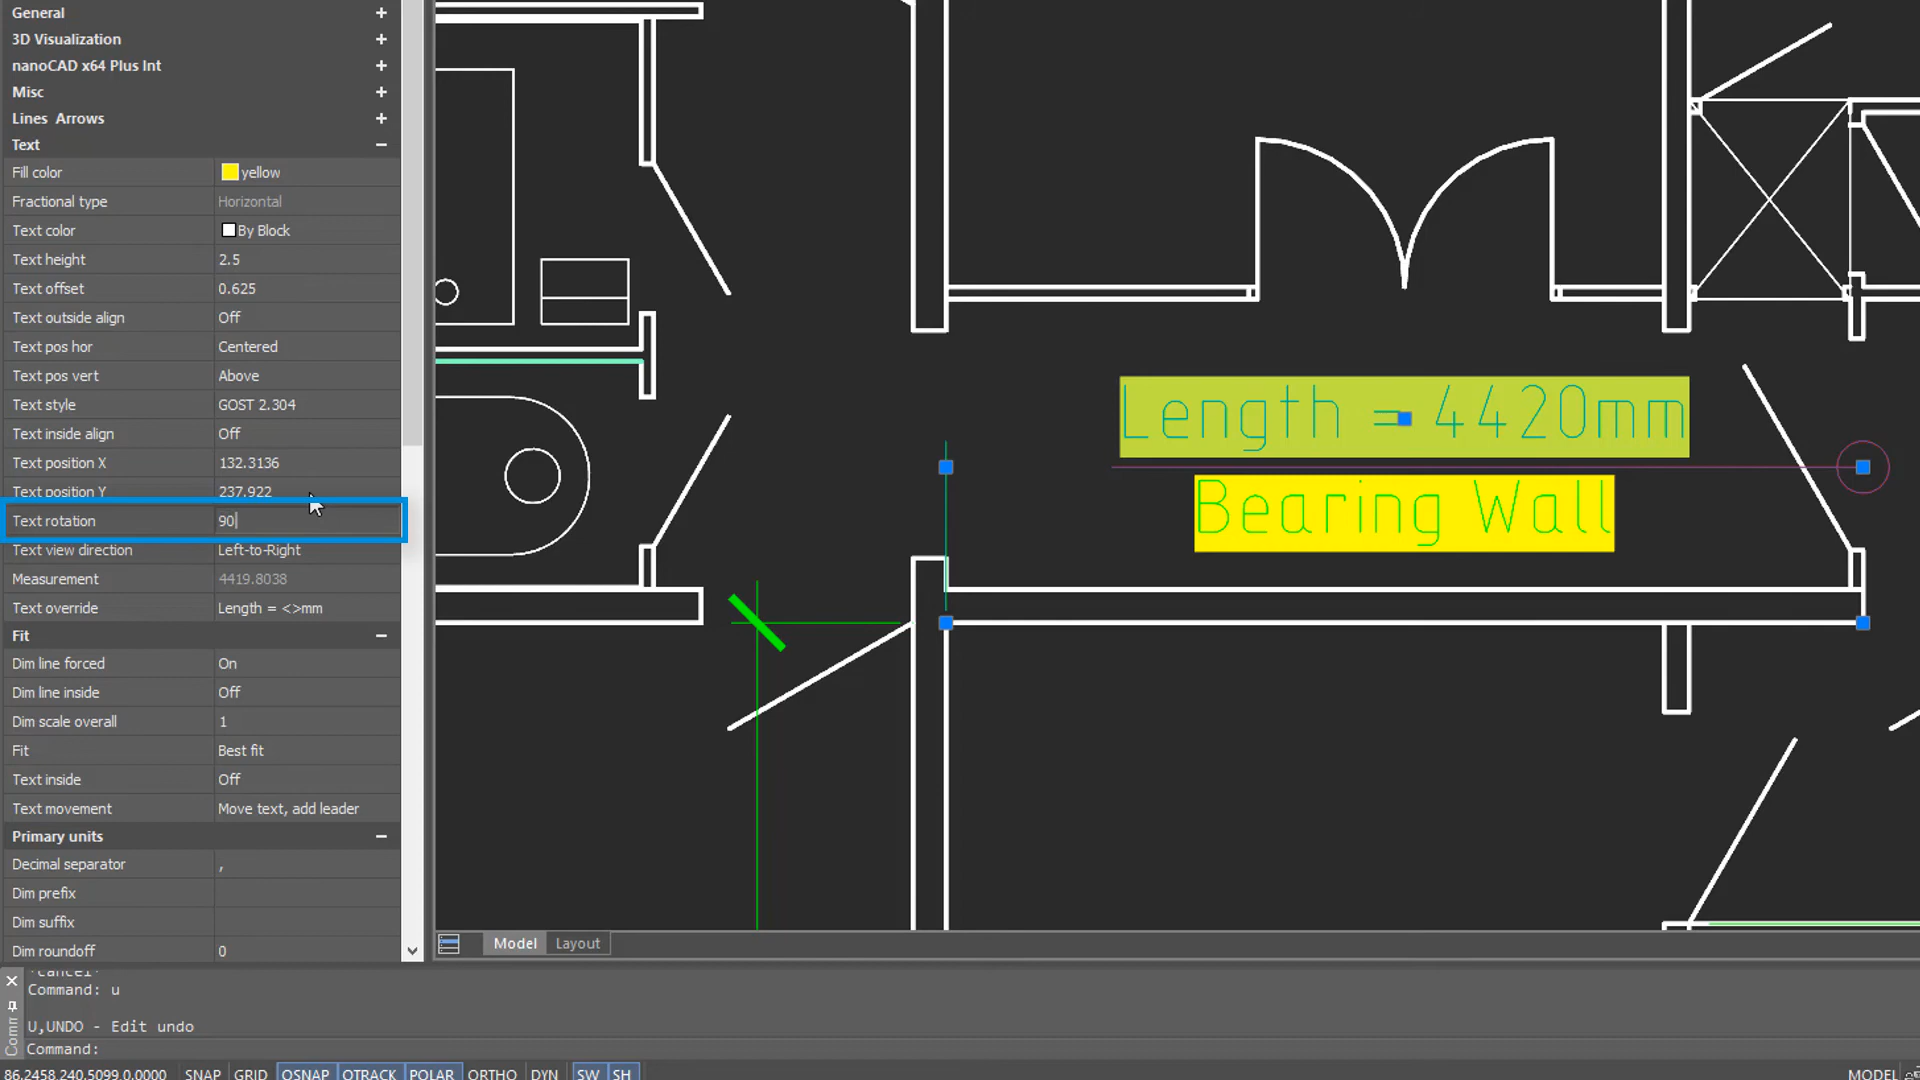 General +
3D Visualization +
nanoCAD x64 Plus Int +
Misc +
Lines Arrows +
Text −
Fill color yellow
Fractional type Horizontal
Text color By Block
Text height 2.5
Text offset 0.625
Text outside align Off
Text pos hor Centered
Text pos vert Above
Text style GOST 2.304
Text inside align Off
Text position X 132.3136
Text position Y 237.922
Text rotation 90
Text view direction Left-to-Right
Measurement 4419.8038
Text override Length = <>mm
Fit −
Dim line forced On
Dim line inside Off
Dim scale overall 1
Fit Best fit
Text inside Off
Text movement Move text, add leader
Primary units −
Decimal separator ,
Dim prefix
Dim suffix
Dim roundoff 0
Length = 4420mm
Bearing Wall
Model Layout
*Cancel*
Command: u
U,UNDO - Edit undo
Command:
Comm
86.2458,240.5099,0.0000 SNAP GRID OSNAP OTRACK POLAR ORTHO DYN SW SH MODEL